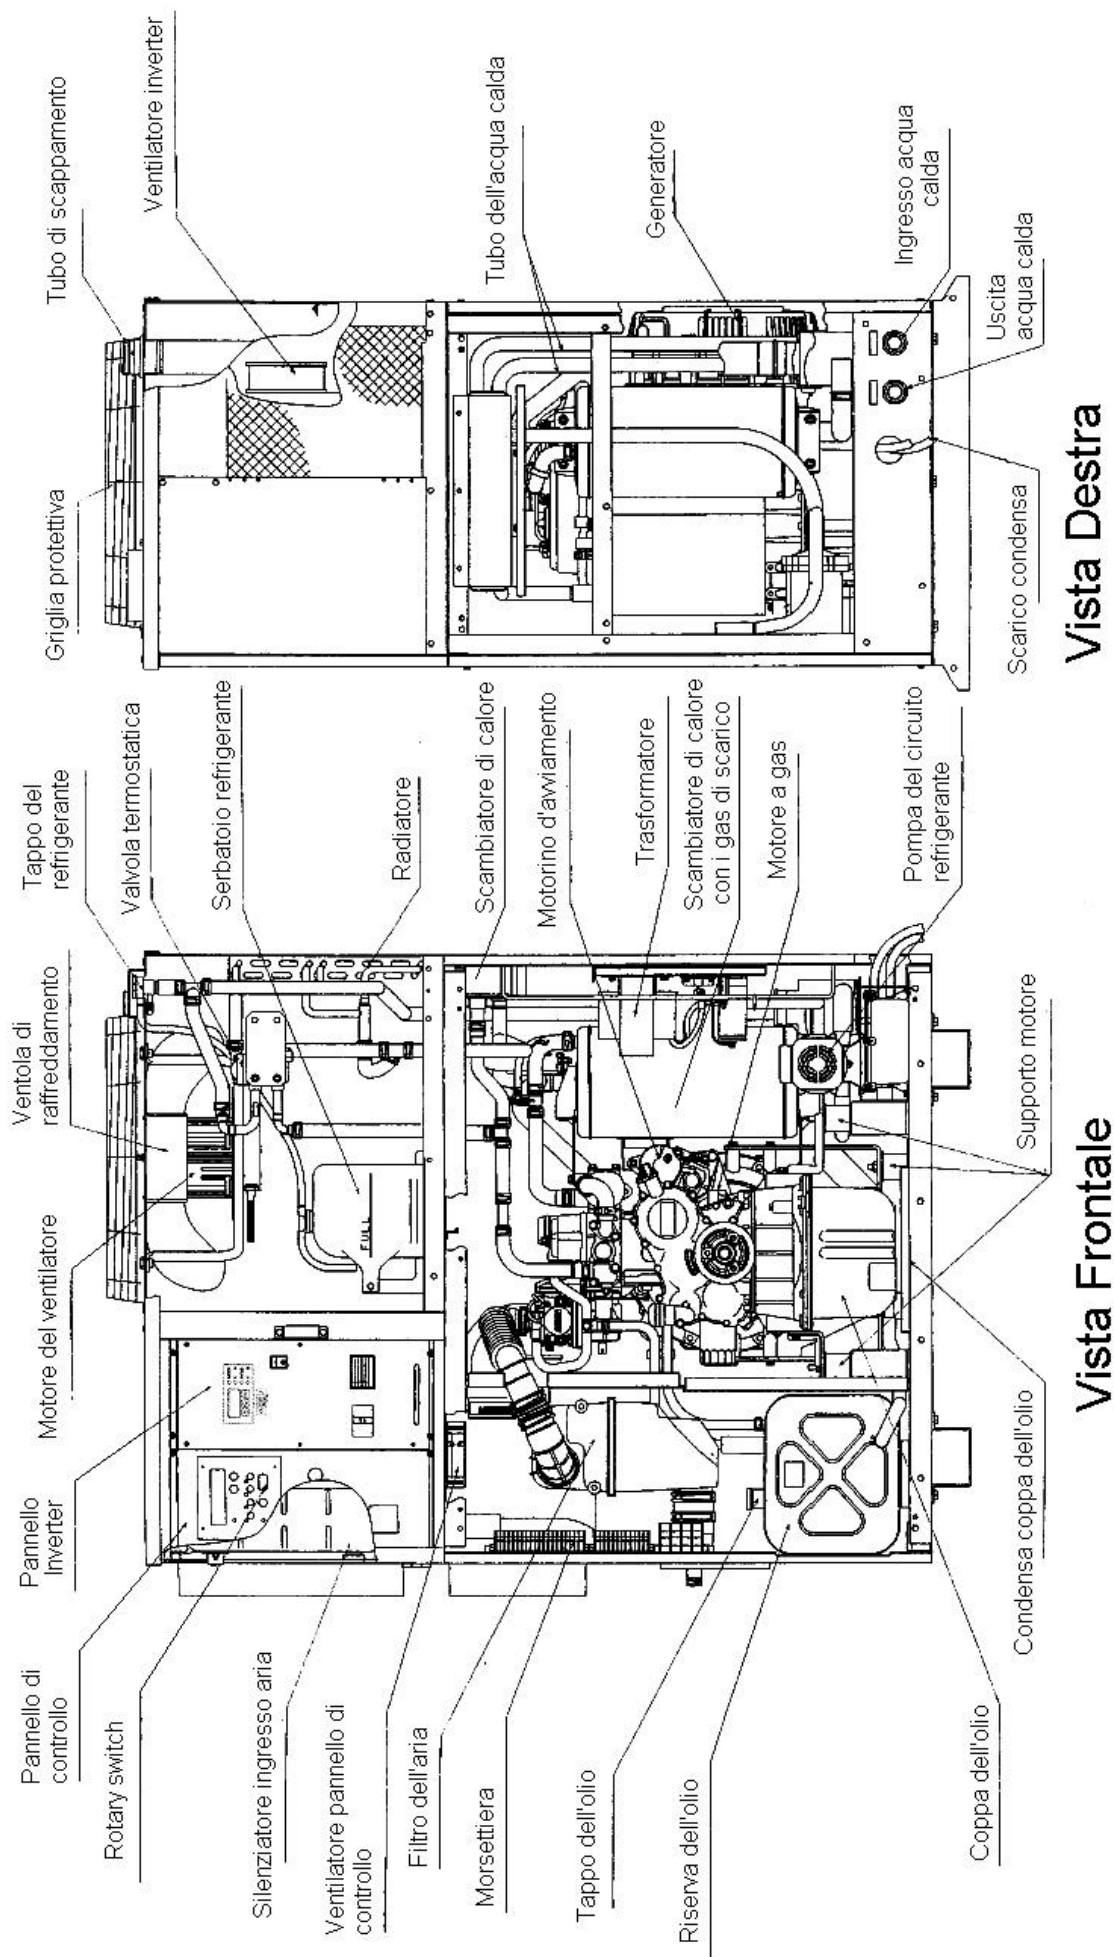 Pannello di
controllo
Pannello
Inverter
Motore del ventilatore
Ventola di
raffreddamento
Tappo del
refrigerante
Valvola termostatica
Serbatoio refrigerante
Radiatore
Scambiatore di calore
Motorino d'avviamento
Trasformatore
Scambiatore di calore
con i gas di scarico
Motore a gas
Pompa del circuito
refrigerante
Rotary switch
Silenziatore ingresso aria
Ventilatore pannello di
controllo
Filtro dell'aria
Morsettiera
Tappo dell'olio
Riserva dell'olio
Coppa dell'olio
Condensa coppa dell'olio
Supporto motore
FULL
Vista Frontale
Griglia protettiva
Tubo di scappamento
Ventilatore inverter
Tubo dell'acqua calda
Generatore
Ingresso acqua
calda
Uscita
acqua calda
Scarico condensa
Vista Destra